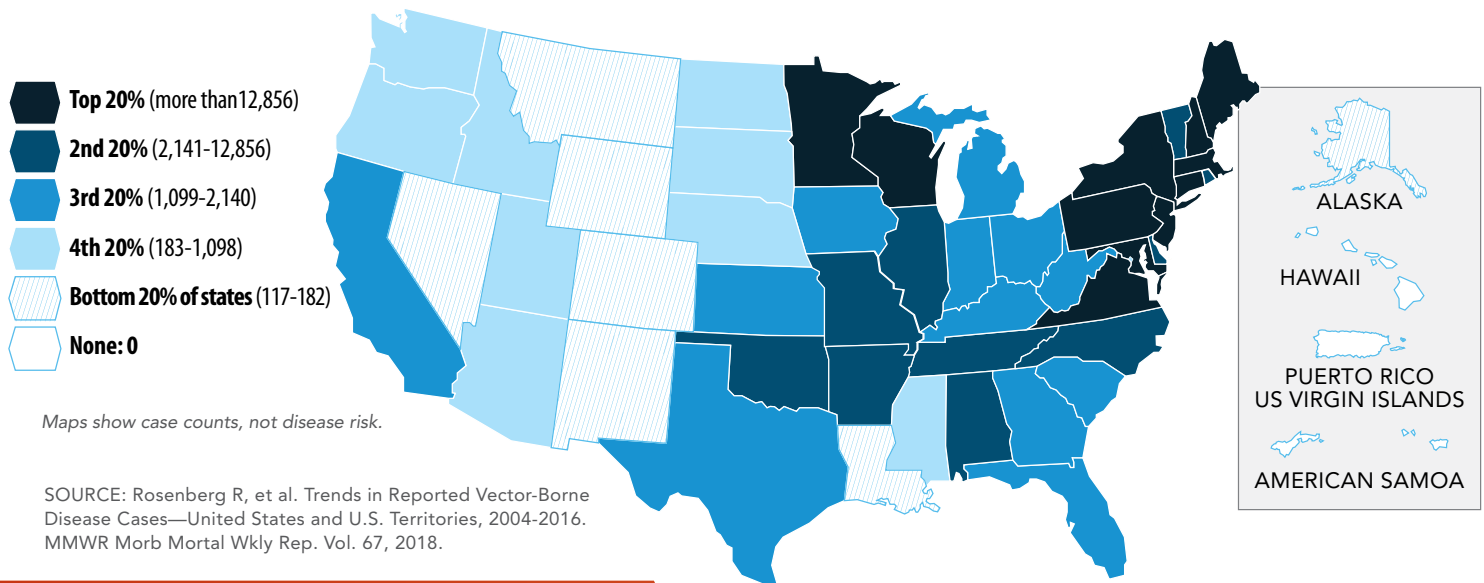 Top 20% (more than12,856)
2nd 20% (2,141-12,856)
3rd 20% (1,099-2,140)
4th 20% (183-1,098)
Bottom 20% of states (117-182)
None: 0
Maps show case counts, not disease risk.
SOURCE: Rosenberg R, et al. Trends in Reported Vector-Borne
Disease Cases—United States and U.S. Territories, 2004-2016.
MMWR Morb Mortal Wkly Rep. Vol. 67, 2018.
ALASKA
HAWAII
PUERTO RICO
US VIRGIN ISLANDS
AMERICAN SAMOA